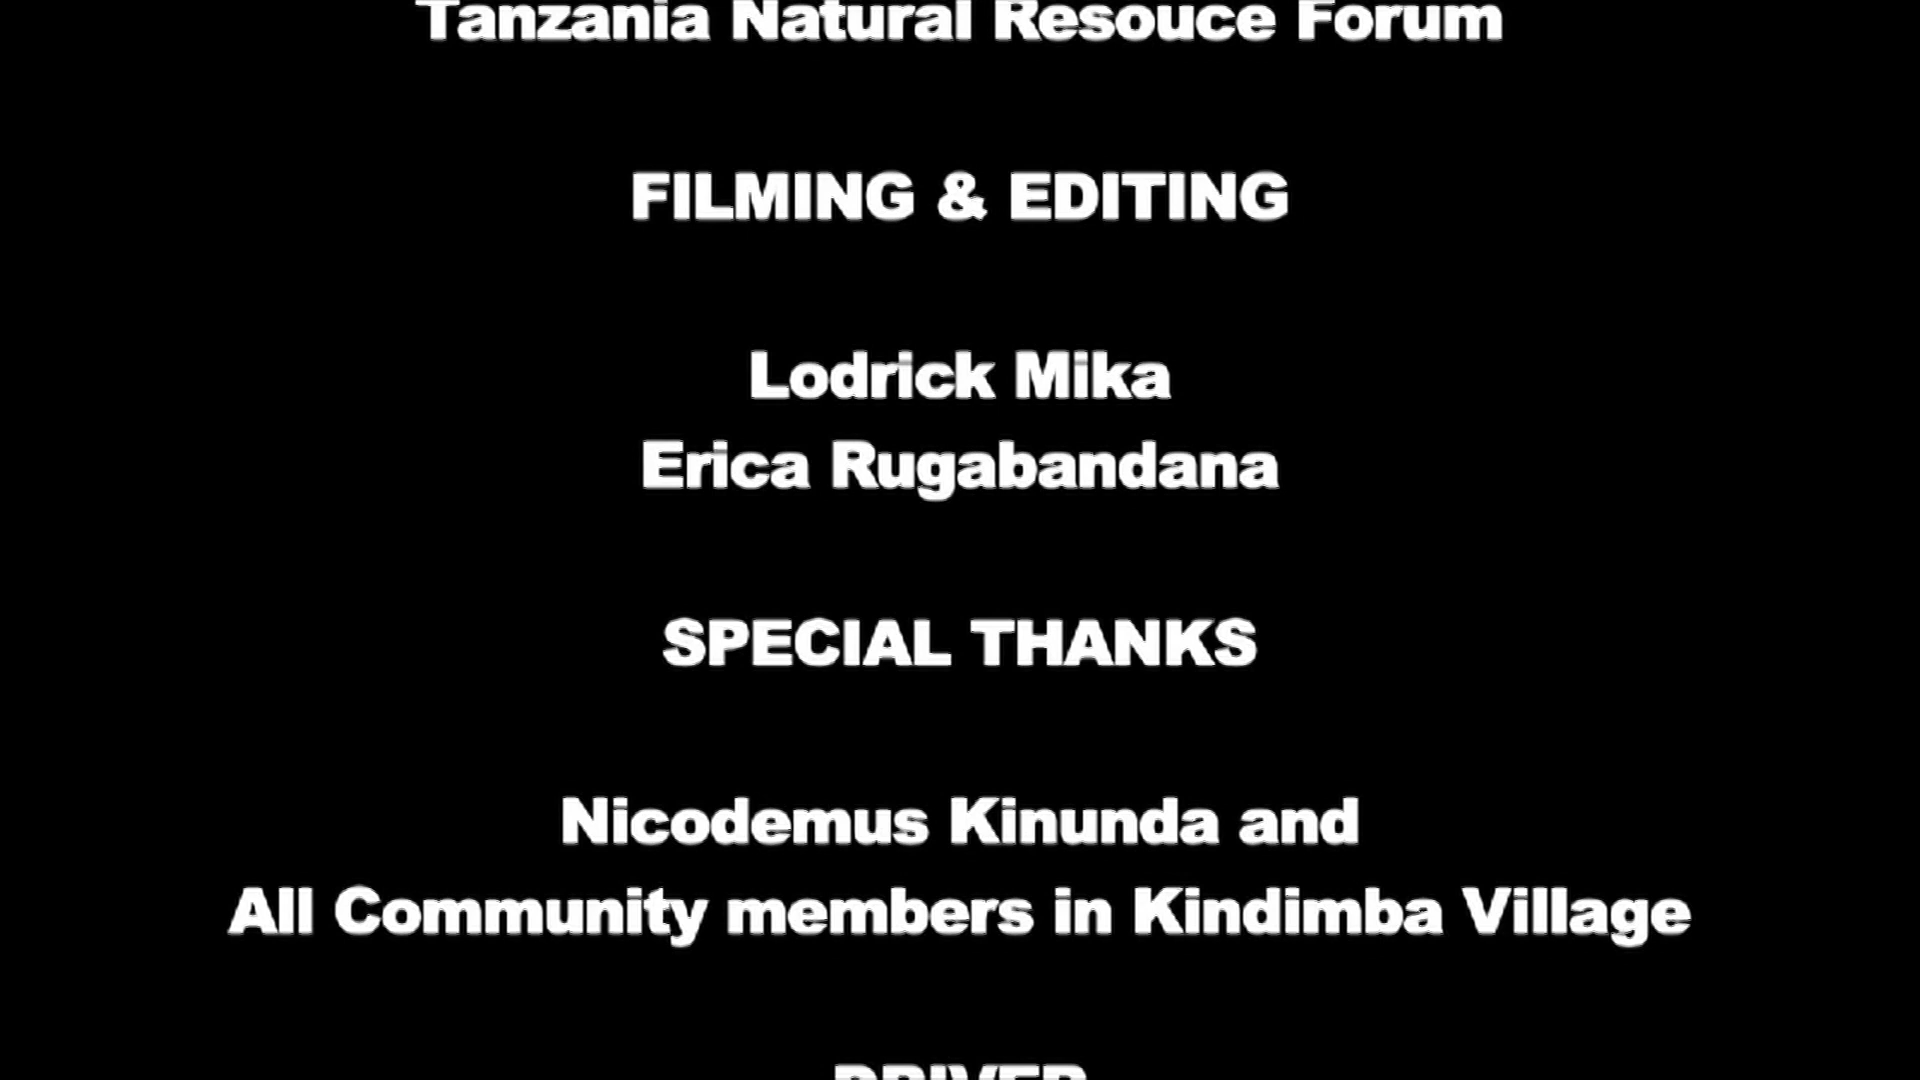 Tanzania Natural Resouce Forum
FILMING & EDITING
Lodrick Mika
Erica Rugabandana
SPECIAL THANKS
Nicodemus Kinunda and
All Community members in Kindimba Village
DRIVER